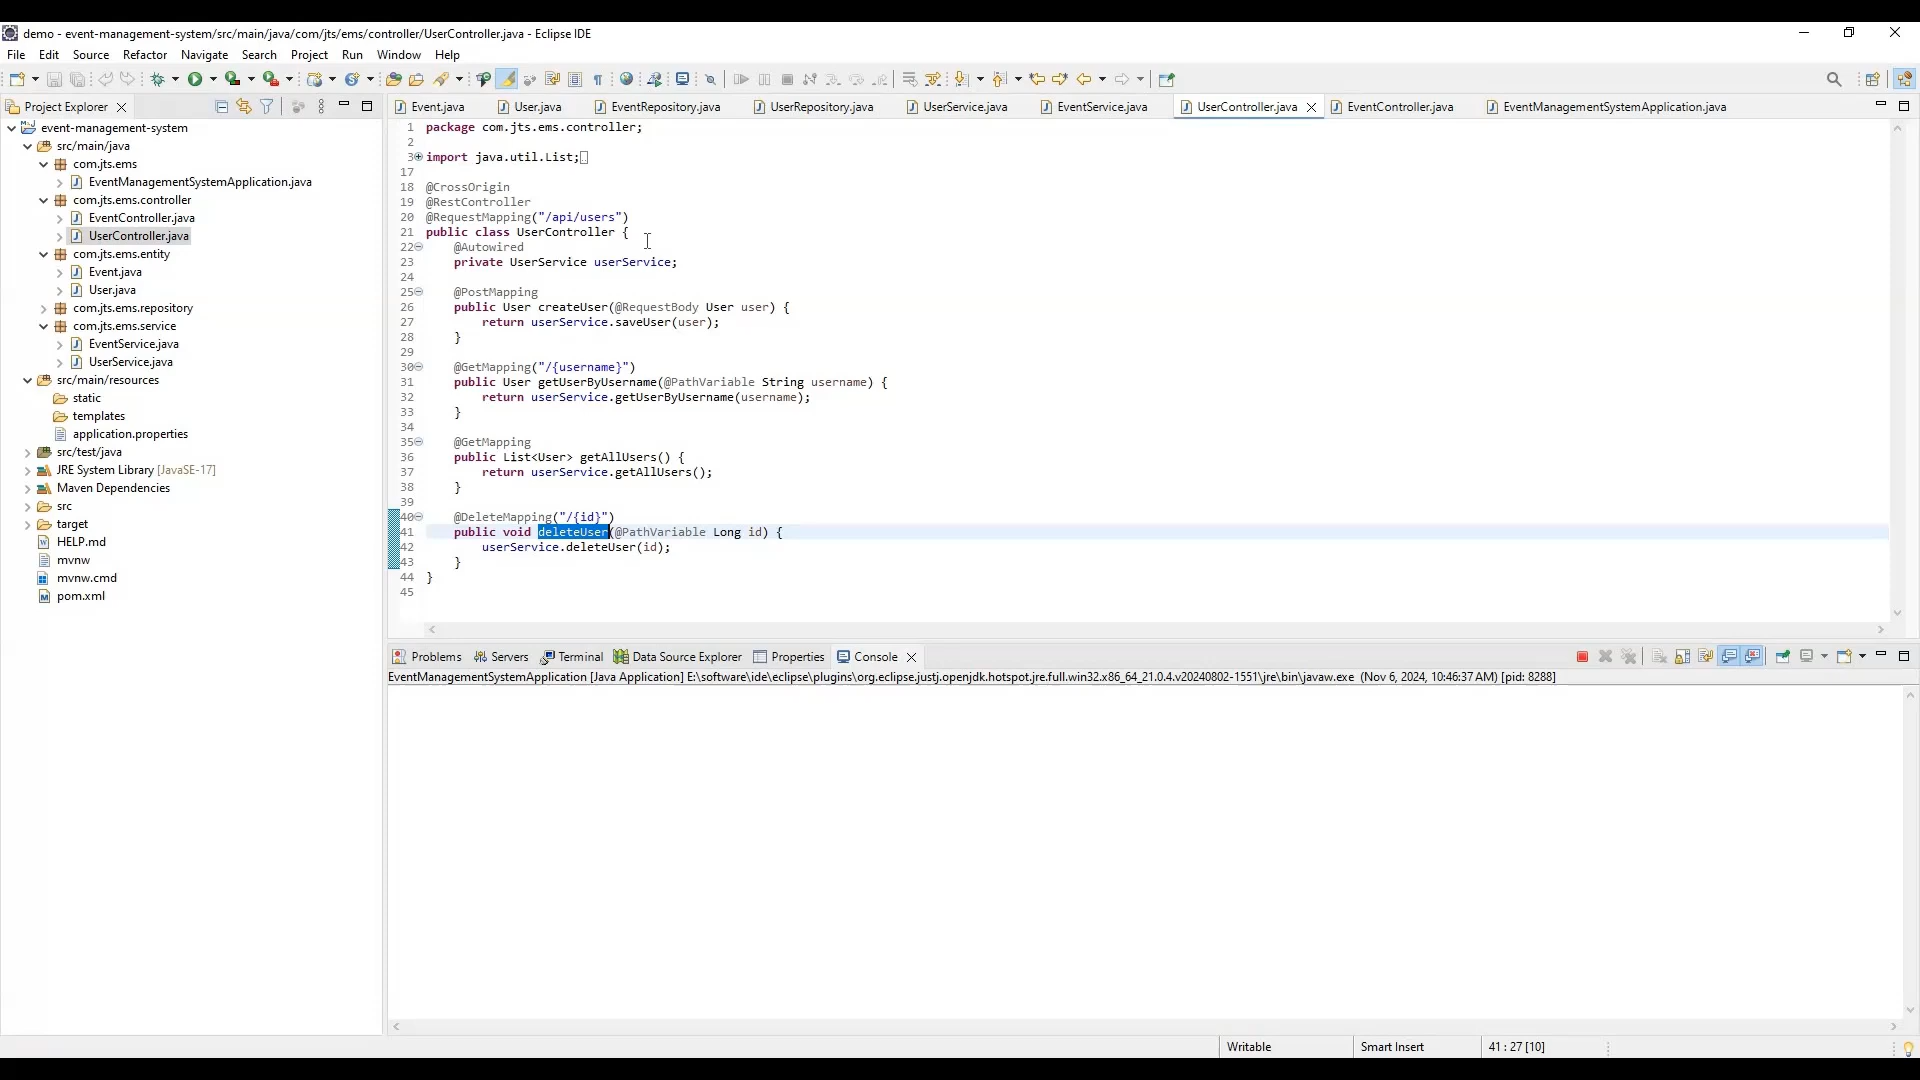 demo - event-management-system/src/main/java/com/jts/ems/controller/UserController.java - Eclipse IDE
File Edit Source Refactor Navigate Search Project Run Window Help
Project Explorer
event-management-system
src/main/java
com.jts.ems
EventManagementSystemApplication.java
com.jts.ems.controller
EventController.java
UserController.java
com.jts.ems.entity
Event.java
User.java
com.jts.ems.repository
com.jts.ems.service
EventService.java
UserService.java
src/main/resources
static
templates
application.properties
src/test/java
JRE System Library [JavaSE-17]
Maven Dependencies
src
target
HELP.md
mvnw
mvnw.cmd
pom.xml
Event.java User.java EventRepository.java UserRepository.java UserService.java EventService.java UserController.java EventController.java EventManagementSystemApplication.java
1 package com.jts.ems.controller;
2
3 import java.util.List;
17
18 @CrossOrigin
19 @RestController
20 @RequestMapping("/api/users")
21 public class UserController {
22 @Autowired
23 private UserService userService;
24
25 @PostMapping
26 public User createUser(@RequestBody User user) {
27 return userService.saveUser(user);
28 }
29
30 @GetMapping("/{username}")
31 public User getUserByUsername(@PathVariable String username) {
32 return userService.getUserByUsername(username);
33 }
34
35 @GetMapping
36 public List<User> getAllUsers() {
37 return userService.getAllUsers();
38 }
39
40 @DeleteMapping("/{id}")
41 public void deleteUser(@PathVariable Long id) {
42 userService.deleteUser(id);
43 }
44 }
45
Problems Servers Terminal Data Source Explorer Properties Console
EventManagementSystemApplication [Java Application] E:\software\ide\eclipse\plugins\org.eclipse.justj.openjdk.hotspot.jre.full.win32.x86_64_21.0.4.v20240802-1551\jre\bin\javaw.exe (Nov 6, 2024, 10:46:37 AM) [pid: 8288]
Writable Smart Insert 41 : 27 [10]